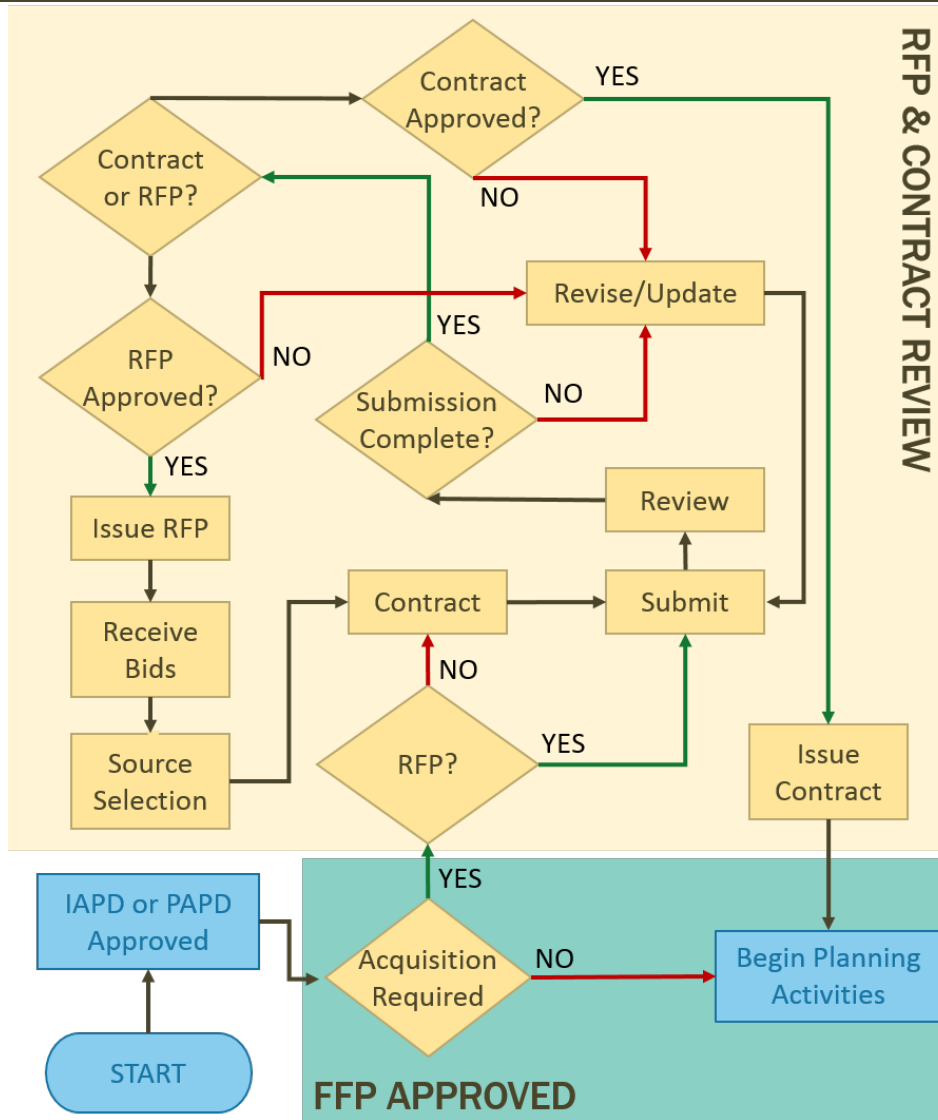 RFP & CONTRACT REVIEW
Contract
Approved?
YES
NO
Contract
or RFP?
Revise/Update
YES
RFP
Approved?
NO
Submission
Complete?
NO
YES
Issue RFP
Review
Receive
Bids
Contract
Submit
NO
Source
Selection
RFP?
YES
Issue
Contract
YES
IAPD or PAPD
Approved
Acquisition
Required
NO
Begin Planning
Activities
START
FFP APPROVED